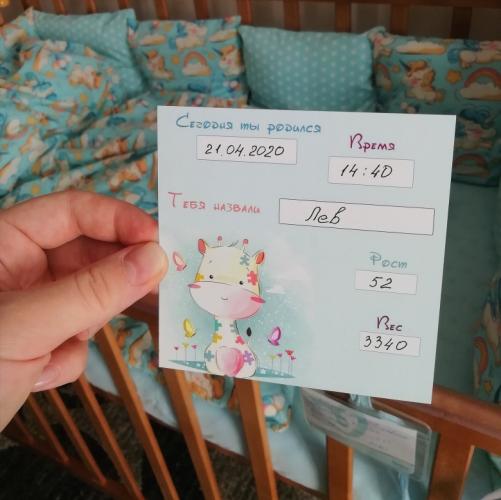 Сегодня ты родился
21.04.2020
Время
14:40
Тебя назвали
Лев
Рост
52
Вес
3340